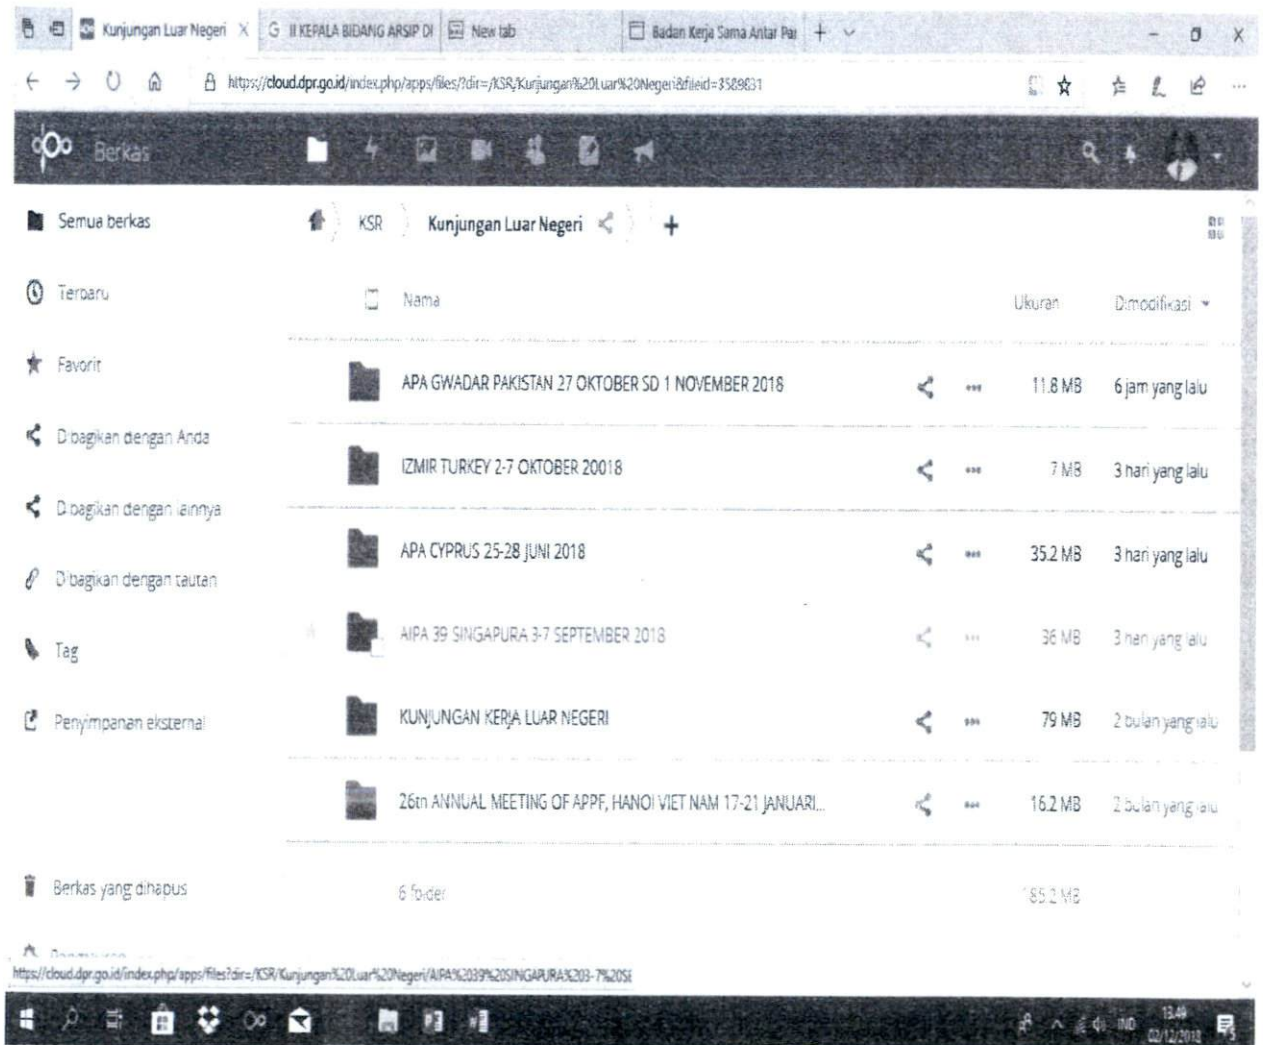 Kunjungan Luar Negeri X
G II KEPALA BIDANG ARSIP DI
New tab
Badan Kerja Sama Antar Par
https://cloud.dpr.go.id/index.php/apps/files/?dir=/KSR/Kunjungan%20Luar%20Negeri&fileid=3589831
Berkas
Semua berkas
KSR
Kunjungan Luar Negeri
+
Terbaru
Nama
Ukuran
Dimodifikasi
Favorit
APA GWADAR PAKISTAN 27 OKTOBER SD 1 NOVEMBER 2018
11.8 MB
6 jam yang lalu
Dibagikan dengan Anda
IZMIR TURKEY 2-7 OKTOBER 20018
7 MB
3 hari yang lalu
Dibagikan dengan lainnya
APA CYPRUS 25-28 JUNI 2018
35.2 MB
3 hari yang lalu
Dibagikan dengan tautan
AIPA 39 SINGAPURA 3-7 SEPTEMBER 2018
36 MB
3 hari yang lalu
Tag
Penyimpanan eksternal
KUNJUNGAN KERJA LUAR NEGERI
79 MB
2 bulan yang lalu
26th ANNUAL MEETING OF APPF, HANOI VIET NAM 17-21 JANUARI...
16.2 MB
2 bulan yang lalu
Berkas yang dihapus
6 folder
185.2 MB
https://cloud.dpr.go.id/index.php/apps/files?dir=/KSR/Kunjungan%20Luar%20Negeri/AIPA%2039%20SINGAPURA%203-7%20SE
IND
13.49
02/12/2018